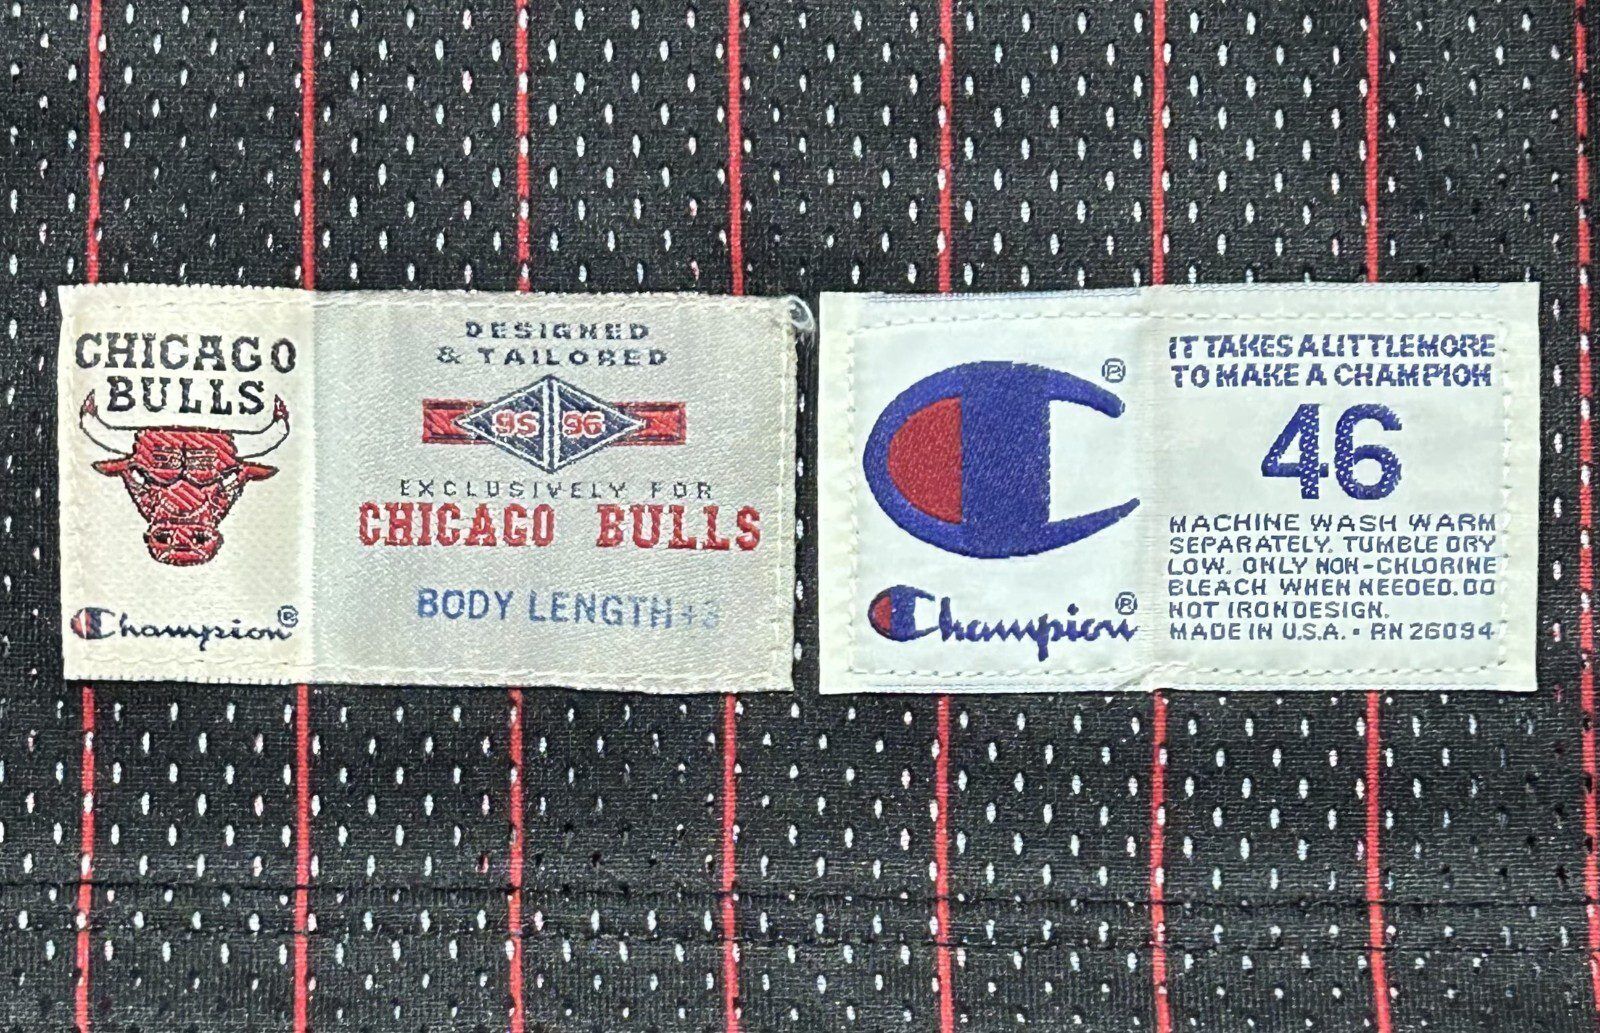 CHICAGO
BULLS
Champion®
DESIGNED
& TAILORED
95 96
EXCLUSIVELY FOR
CHICAGO BULLS
BODY LENGTH+3
®
Champion®
IT TAKES A LITTLE MORE
TO MAKE A CHAMPION
46
MACHINE WASH WARM
SEPARATELY. TUMBLE DRY
LOW. ONLY NON-CHLORINE
BLEACH WHEN NEEDED. DO
NOT IRON DESIGN.
MADE IN U.S.A. • RN 26094